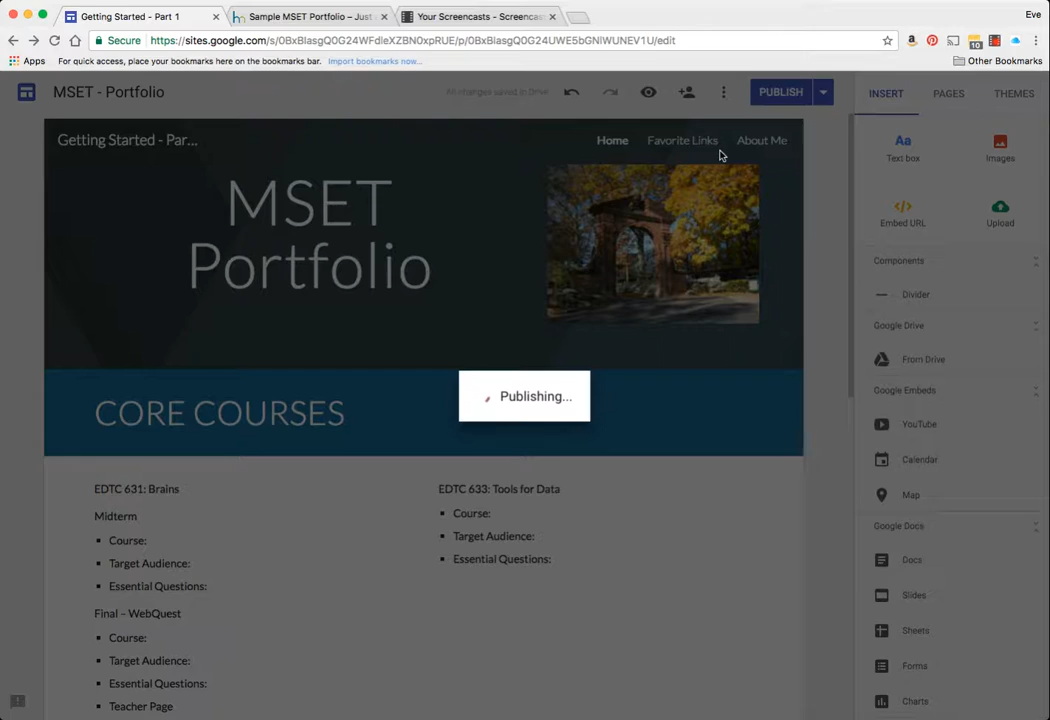 Getting Started - Part 1
Sample MSET Portfolio – Just
Your Screencasts - Screencas
Eve
Secure
https://sites.google.com/s/0BxBlasgQ0G24WFdleXZBN0xpRUE/p/0BxBlasgQ0G24UWE5bGNlWUNEV1U/edit
10
Apps
For quick access, place your bookmarks here on the bookmarks bar.
Import bookmarks now...
Other Bookmarks
MSET - Portfolio
All changes saved in Drive
PUBLISH
INSERT
PAGES
THEMES
Getting Started - Par...
Home
Favorite Links
About Me
MSET
Portfolio
Publishing...
CORE COURSES
EDTC 631: Brains
Midterm
Course:
Target Audience:
Essential Questions:
Final – WebQuest
Course:
Target Audience:
Essential Questions:
Teacher Page
EDTC 633: Tools for Data
Course:
Target Audience:
Essential Questions:
Aa
Text box
Images
Embed URL
Upload
Components
Divider
Google Drive
From Drive
Google Embeds
YouTube
Calendar
Map
Google Docs
Docs
Slides
Sheets
Forms
Charts